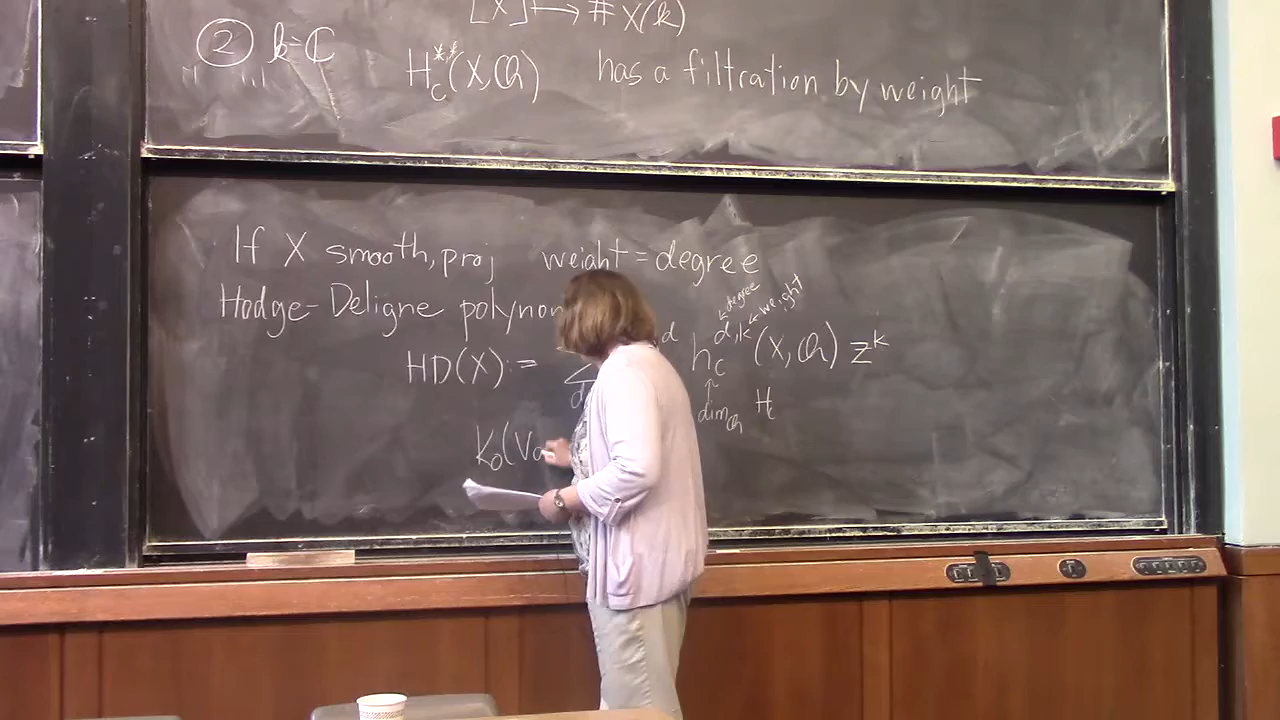 [X] ⟼ # X(k)
② k=ℂ H_c^{*,*}(X,ℚ) has a filtration by weight
If X smooth, proj weight = degree
Hodge-Deligne polynom
←degree ←weight
HD(X) := Σ d h_c^{d,k} (X,ℚ) z^k
↑ dim_ℚ H_c
K_0(Va